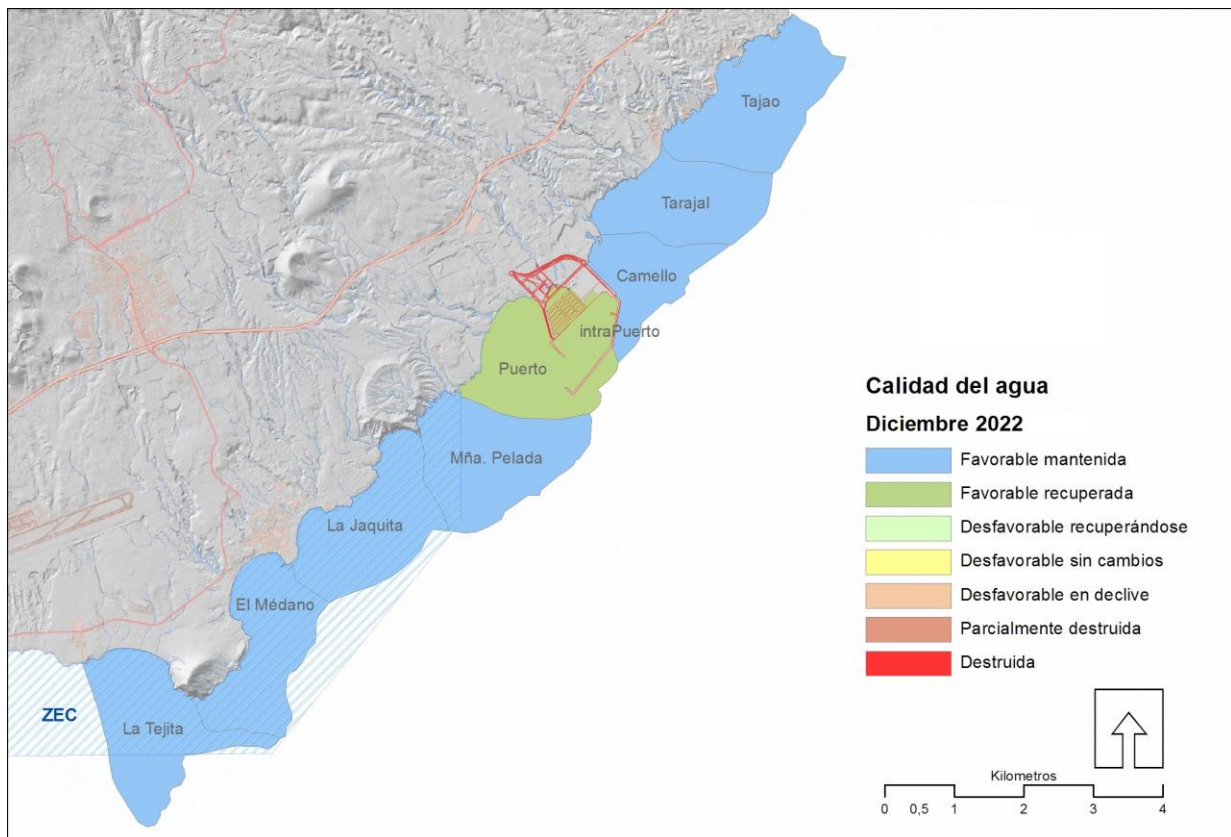 Tajao
Tarajal
Camello
intraPuerto
Puerto
Mña. Pelada
La Jaquita
El Médano
ZEC
La Tejita
Calidad del agua
Diciembre 2022
Favorable mantenida
Favorable recuperada
Desfavorable recuperándose
Desfavorable sin cambios
Desfavorable en declive
Parcialmente destruida
Destruida
Kilometros
0 0,5 1 2 3 4